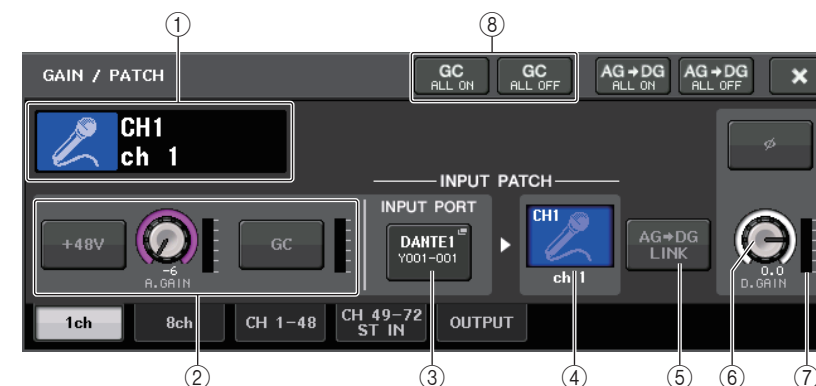 ① ⑧
GAIN / PATCH
GC ALL ON
GC ALL OFF
AG→DG ALL ON
AG→DG ALL OFF
×
CH1
ch 1
ø
INPUT PATCH
INPUT PORT
+48V
-6
A.GAIN
GC
DANTE1
Y001-001
CH1
ch 1
AG→DG
LINK
0.0
D.GAIN
1ch
8ch
CH 1-48
CH 49-72
ST IN
OUTPUT
② ③ ④ ⑤ ⑥ ⑦